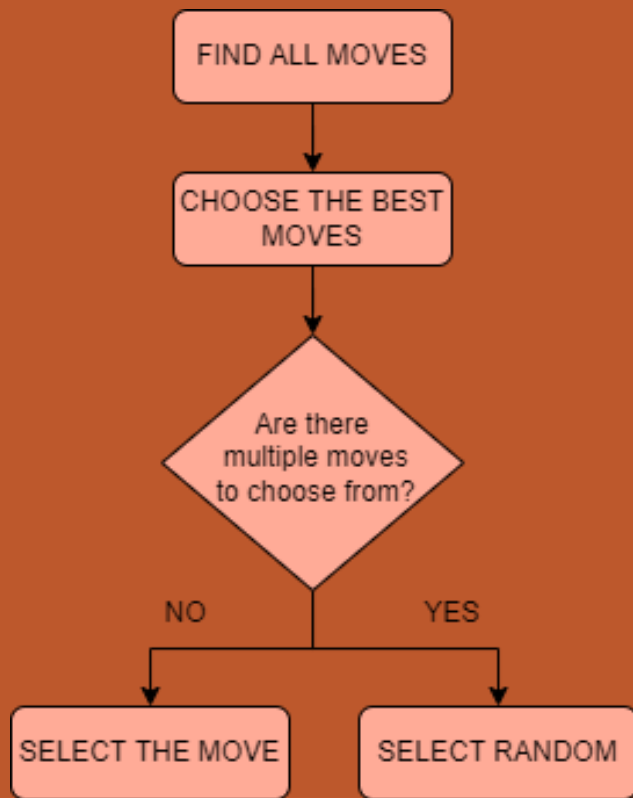 FIND ALL MOVES
CHOOSE THE BEST
MOVES
Are there
multiple moves
to choose from?
NO
YES
SELECT THE MOVE
SELECT RANDOM